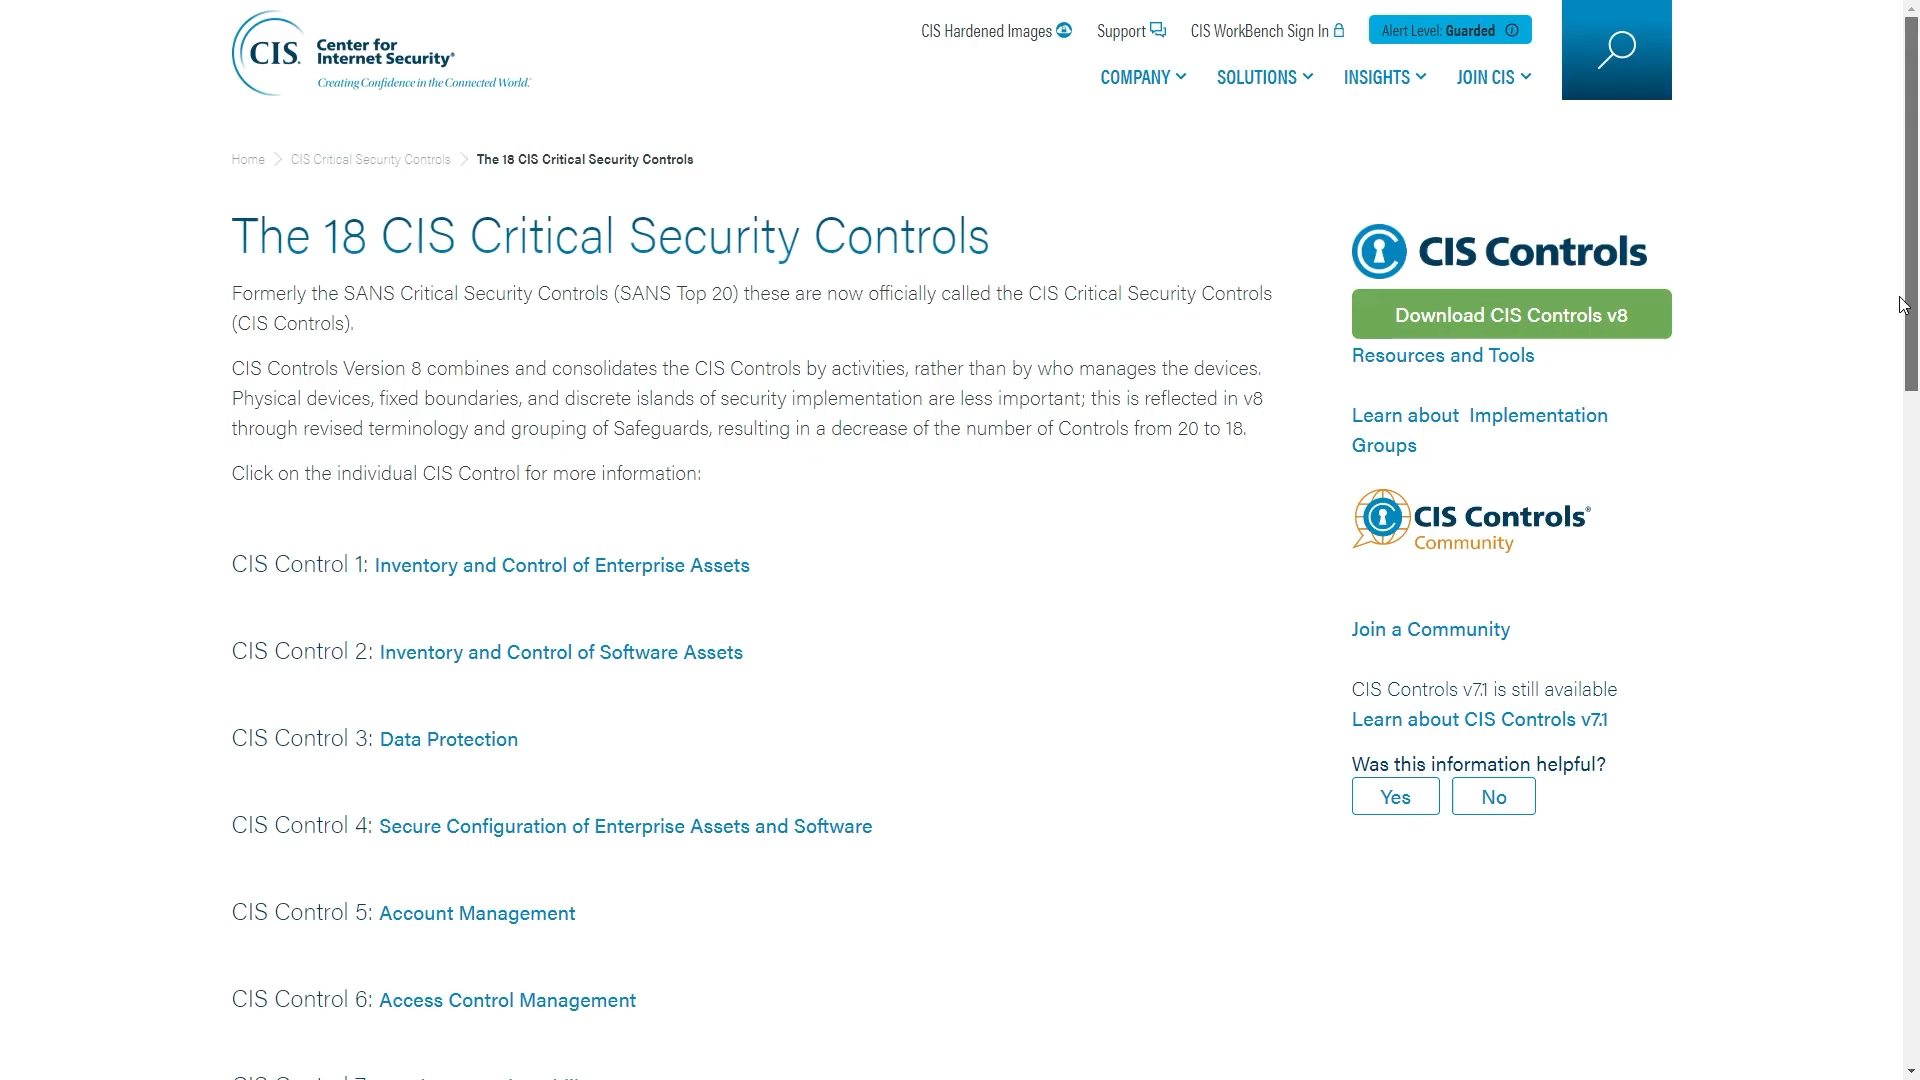 CIS Hardened Images
Support
CIS WorkBench Sign In
Alert Level: Guarded
CIS. Center for
Internet Security®
Creating Confidence in the Connected World.™
COMPANY
SOLUTIONS
INSIGHTS
JOIN CIS
Home
CIS Critical Security Controls
The 18 CIS Critical Security Controls
The 18 CIS Critical Security Controls
Formerly the SANS Critical Security Controls (SANS Top 20) these are now officially called the CIS Critical Security Controls
(CIS Controls).
CIS Controls Version 8 combines and consolidates the CIS Controls by activities, rather than by who manages the devices.
Physical devices, fixed boundaries, and discrete islands of security implementation are less important; this is reflected in v8
through revised terminology and grouping of Safeguards, resulting in a decrease of the number of Controls from 20 to 18.
Click on the individual CIS Control for more information:
CIS Control 1: Inventory and Control of Enterprise Assets
CIS Control 2: Inventory and Control of Software Assets
CIS Control 3: Data Protection
CIS Control 4: Secure Configuration of Enterprise Assets and Software
CIS Control 5: Account Management
CIS Control 6: Access Control Management
CIS Controls
Download CIS Controls v8
Resources and Tools
Learn about Implementation
Groups
CIS Controls®
Community
Join a Community
CIS Controls v7.1 is still available
Learn about CIS Controls v7.1
Was this information helpful?
Yes
No